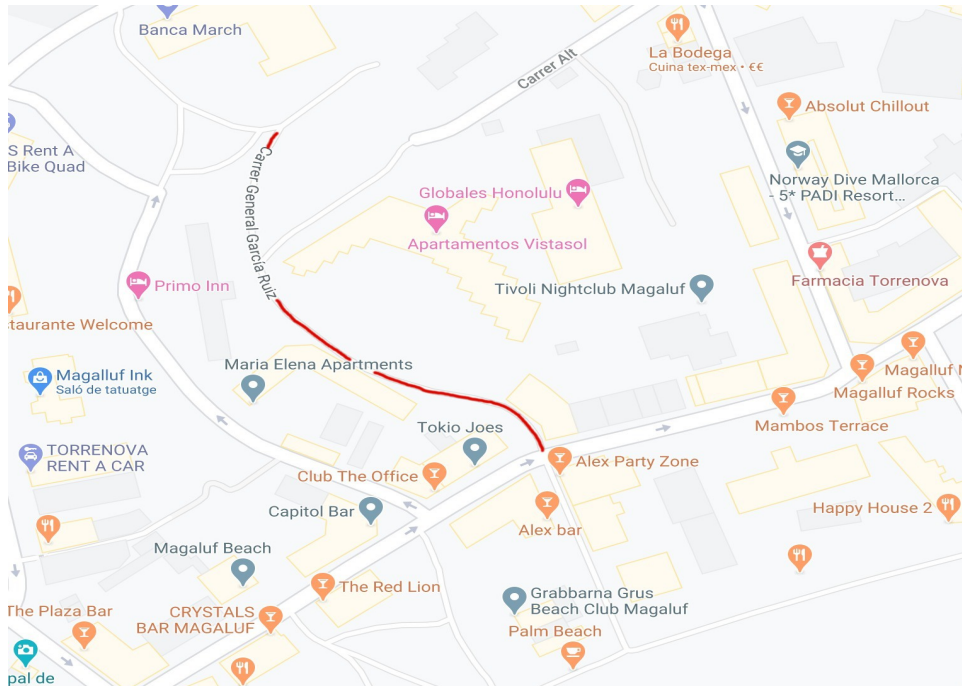 Banca March
La Bodega
Cuina tex-mex • €€
Carrer Alt
Absolut Chillout
S Rent A
Bike Quad
Norway Dive Mallorca
- 5* PADI Resort...
Carrer General García Ruiz
Globales Honolulu
Apartamentos Vistasol
Farmacia Torrenova
Primo Inn
Tivoli Nightclub Magaluf
staurante Welcome
Maria Elena Apartments
Magalluf Ink
Saló de tatuatge
Magalluf N
Magalluf Rocks
Mambos Terrace
Tokio Joes
TORRENOVA
RENT A CAR
Club The Office
Alex Party Zone
Capitol Bar
Alex bar
Happy House 2
Magaluf Beach
The Red Lion
Grabbarna Grus
Beach Club Magaluf
The Plaza Bar
CRYSTALS
BAR MAGALUF
Palm Beach
pal de